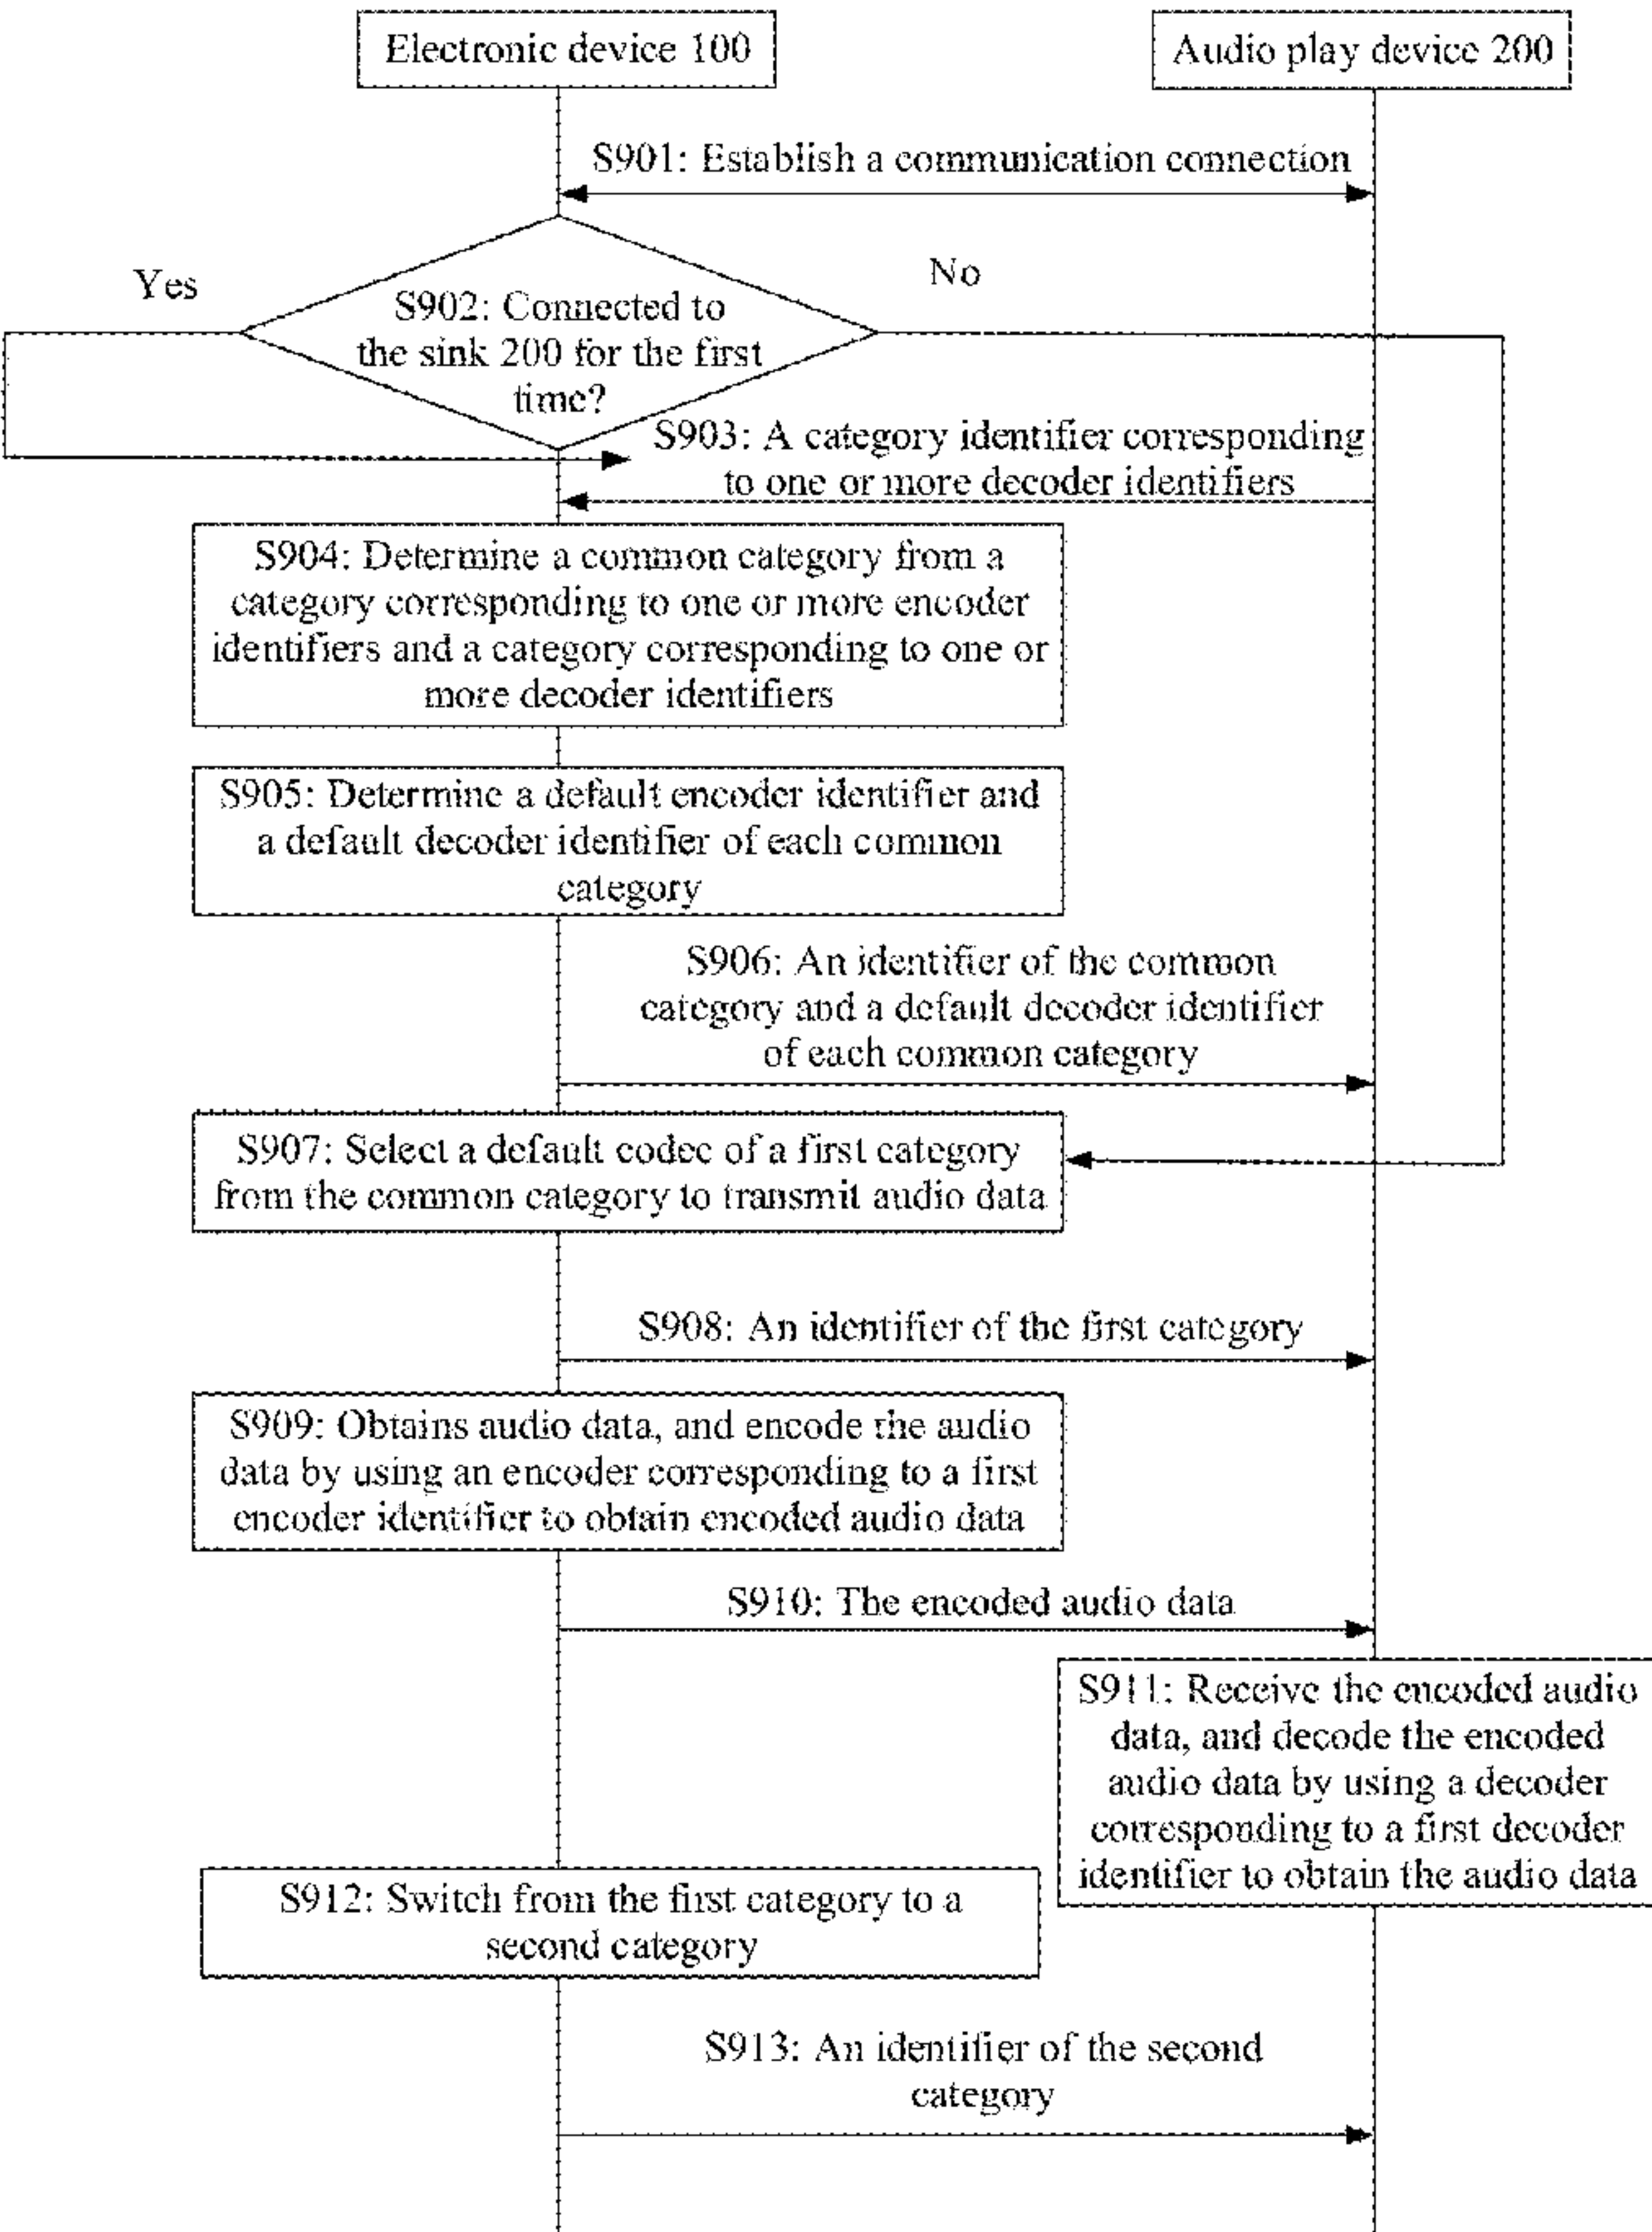 Electronic device 100
Audio play device 200
S901: Establish a communication connection
Yes
No
S902: Connected to
the sink 200 for the first
time?
S903: A category identifier corresponding
to one or more decoder identifiers
S904: Determine a common category from a
category corresponding to one or more encoder
identifiers and a category corresponding to one or
more decoder identifiers
S905: Determine a default encoder identifier and
a default decoder identifier of each common
category
S906: An identifier of the common
category and a default decoder identifier
of each common category
S907: Select a default codec of a first category
from the common category to transmit audio data
S908: An identifier of the first category
S909: Obtains audio data, and encode the audio
data by using an encoder corresponding to a first
encoder identifier to obtain encoded audio data
S910: The encoded audio data
S911: Receive the encoded audio
data, and decode the encoded
audio data by using a decoder
corresponding to a first decoder
identifier to obtain the audio data
S912: Switch from the first category to a
second category
S913: An identifier of the second
category